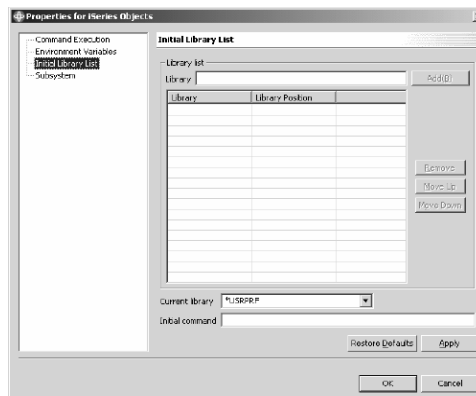 Properties for iSeries Objects
Command Execution
Environment Variables
Initial Library List
Subsystem
Initial Library List
Library list
Library
Add(B)
Library
Library Position
Remove
Move Up
Move Down
Current library
*USRPRF
Initial command
Restore Defaults
Apply
OK
Cancel